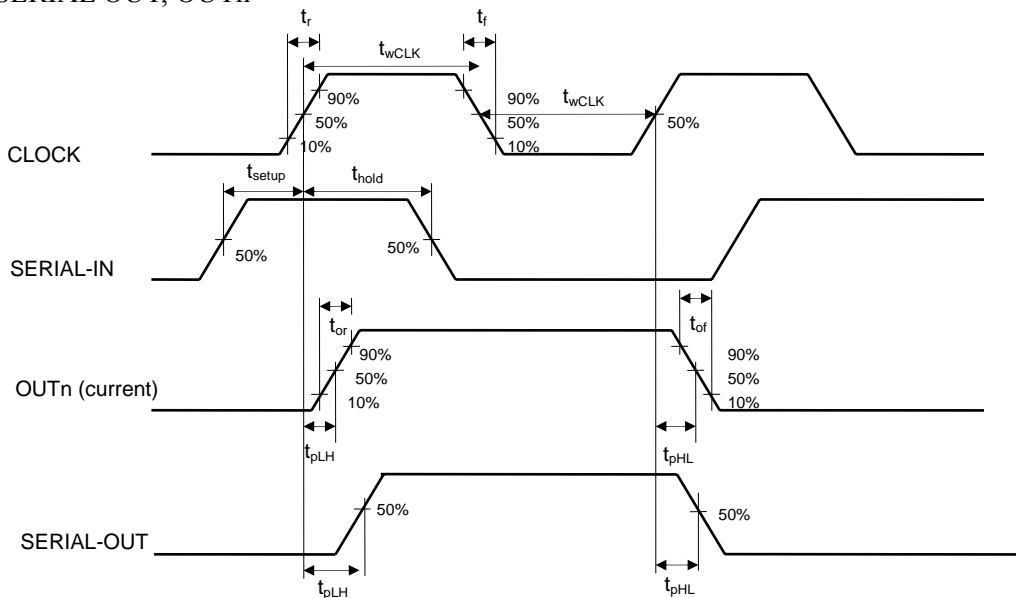 SERIAL-OUT, OUTn
tr
tf
twCLK
twCLK
90%
50%
10%
90%
50%
10%
50%
CLOCK
tsetup
thold
50%
50%
SERIAL-IN
tor
tof
90%
50%
10%
90%
50%
10%
OUTn (current)
tpLH
tpHL
50%
50%
SERIAL-OUT
tpLH
tpHL